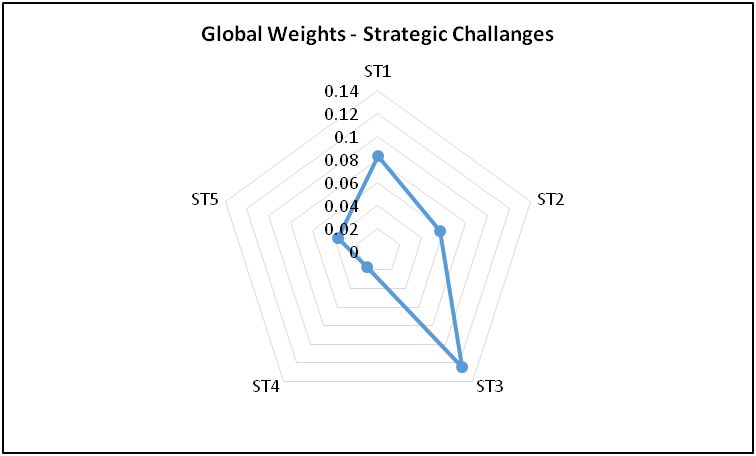 Global Weights - Strategic Challanges
ST1
0.14
0.12
0.1
0.08
0.06
0.04
0.02
0
ST5
ST2
ST4
ST3